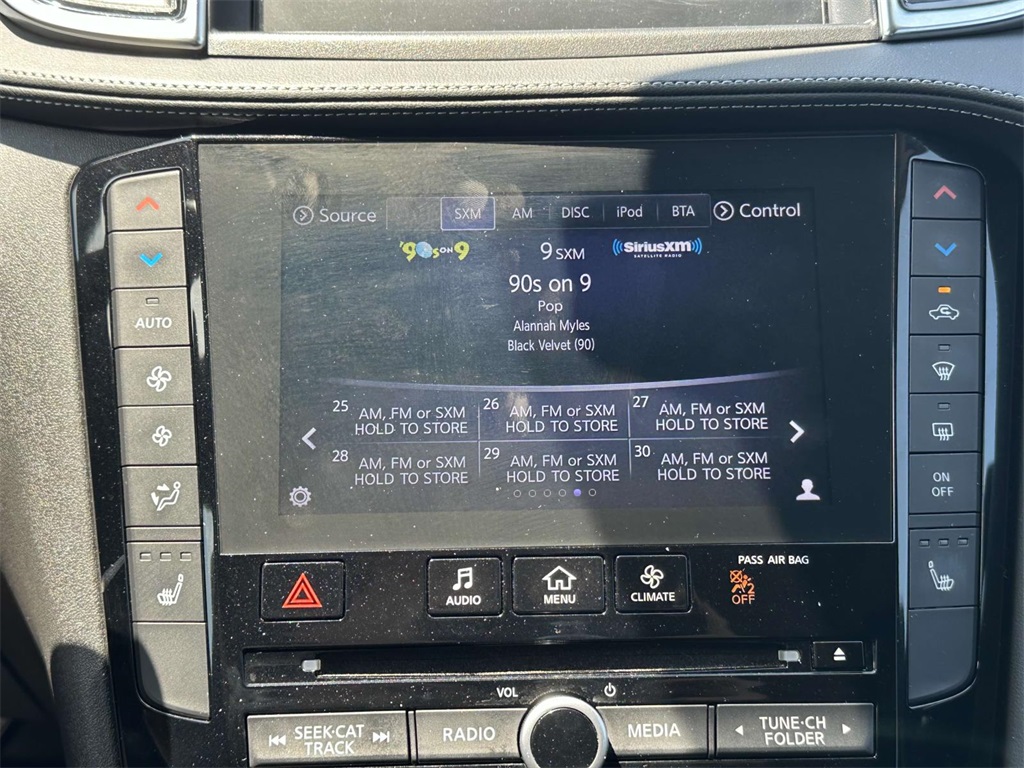 Source SXM AM DISC iPod BTA Control
'90s ON 9 9 SXM ((SiriusXM))
SATELLITE RADIO
90s on 9
Pop
Alannah Myles
Black Velvet (90)
25 AM, FM or SXM 26 AM, FM or SXM 27 AM, FM or SXM
HOLD TO STORE HOLD TO STORE HOLD TO STORE
28 AM, FM or SXM 29 AM, FM or SXM 30 AM, FM or SXM
HOLD TO STORE HOLD TO STORE HOLD TO STORE
AUTO
ON
OFF
PASS AIR BAG
AUDIO MENU CLIMATE
2
OFF
VOL
SEEK·CAT
TRACK
RADIO
MEDIA
TUNE·CH
FOLDER